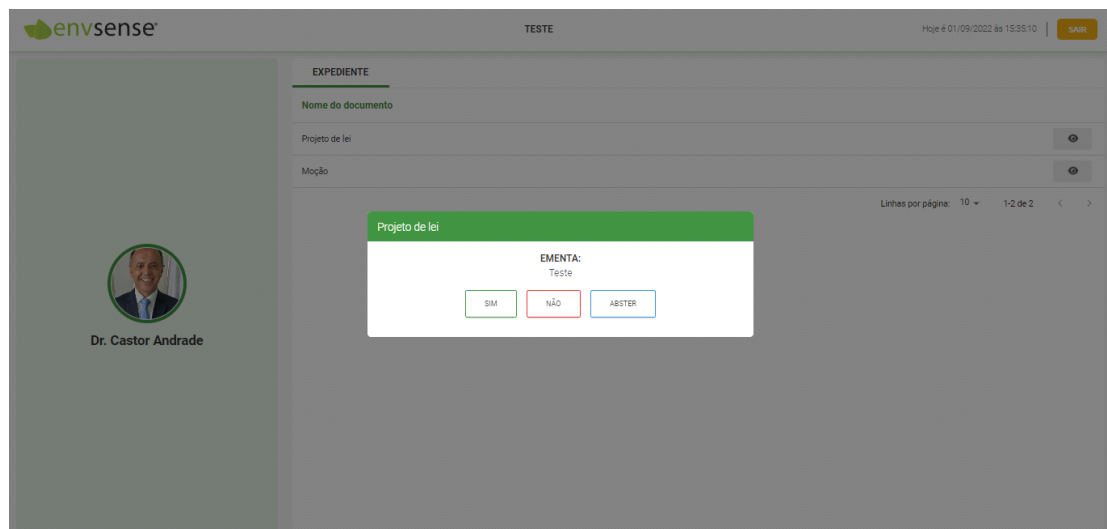 envsense
TESTE
Hoje é 01/09/2022 às 15:35:10
SAIR
EXPEDIENTE
Nome do documento
Projeto de lei
Moção
Linhas por página: 10 1-2 de 2
Projeto de lei
EMENTA:
Teste
SIM NÃO ABSTER
Dr. Castor Andrade